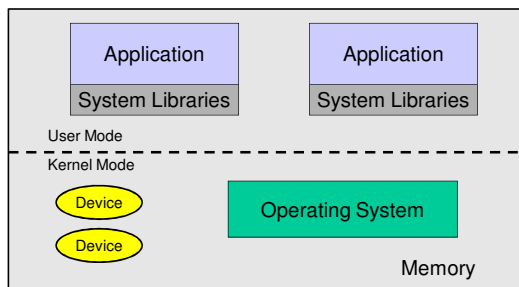 Application
Application
System Libraries
System Libraries
User Mode
Kernel Mode
Device
Operating System
Device
Memory